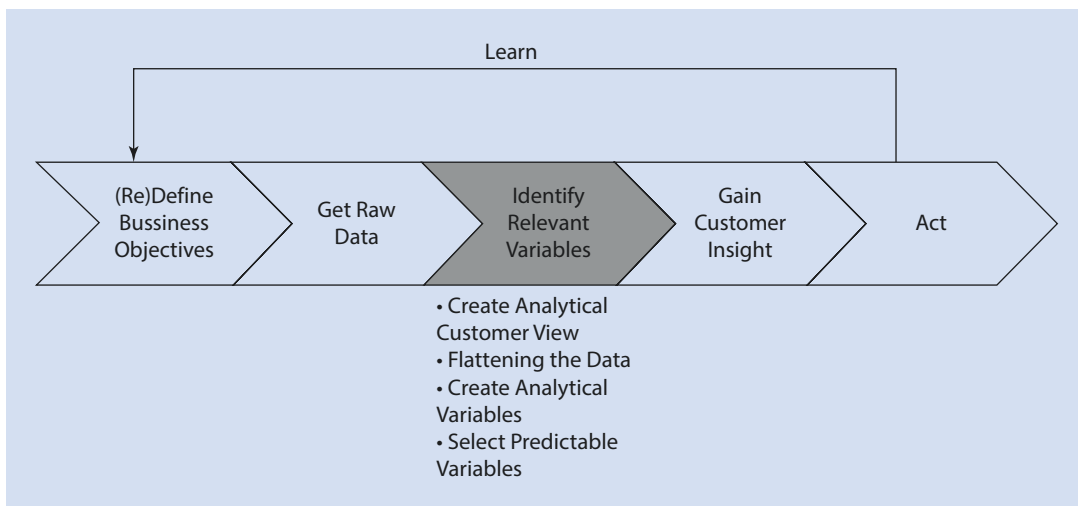 Learn
(Re)Define
Bussiness
Objectives
Get Raw
Data
Identify
Relevant
Variables
Gain
Customer
Insight
Act
• Create Analytical
Customer View
• Flattening the Data
• Create Analytical
Variables
• Select Predictable
Variables